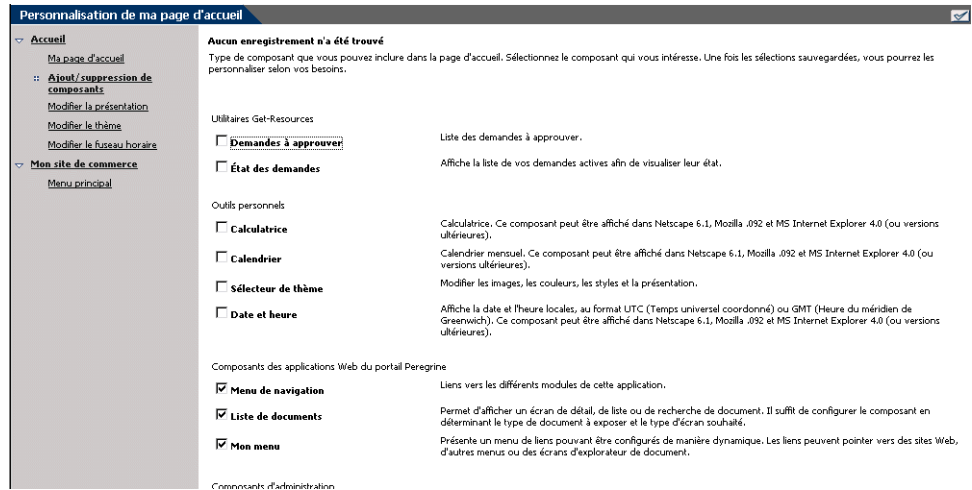 Personnalisation de ma page d'accueil
Accueil
Ma page d'accueil
Ajout/suppression de
composants
Modifier la présentation
Modifier le thème
Modifier le fuseau horaire
Mon site de commerce
Menu principal
Aucun enregistrement n'a été trouvé
Type de composant que vous pouvez inclure dans la page d'accueil. Sélectionnez le composant qui vous intéresse. Une fois les sélections sauvegardées, vous pourrez les
personnaliser selon vos besoins.
Utilitaires Get-Resources
Demandes à approuver
Liste des demandes à approuver.
État des demandes
Affiche la liste de vos demandes actives afin de visualiser leur état.
Outils personnels
Calculatrice
Calculatrice. Ce composant peut être affiché dans Netscape 6.1, Mozilla .092 et MS Internet Explorer 4.0 (ou versions
ultérieures).
Calendrier
Calendrier mensuel. Ce composant peut être affiché dans Netscape 6.1, Mozilla .092 et MS Internet Explorer 4.0 (ou
versions ultérieures).
Sélecteur de thème
Modifier les images, les couleurs, les styles et la présentation.
Date et heure
Affiche la date et l'heure locales, au format UTC (Temps universel coordonné) ou GMT (Heure du méridien de
Greenwich). Ce composant peut être affiché dans Netscape 6.1, Mozilla .092 et MS Internet Explorer 4.0 (ou versions
ultérieures).
Composants des applications Web du portail Peregrine
Menu de navigation
Liens vers les différents modules de cette application.
Liste de documents
Permet d'afficher un écran de détail, de liste ou de recherche de document. Il suffit de configurer le composant en
déterminant le type de document à exposer et le type d'écran souhaité.
Mon menu
Présente un menu de liens pouvant être configurés de manière dynamique. Les liens peuvent pointer vers des sites Web,
d'autres menus ou des écrans d'explorateur de document.
Composants d'administration